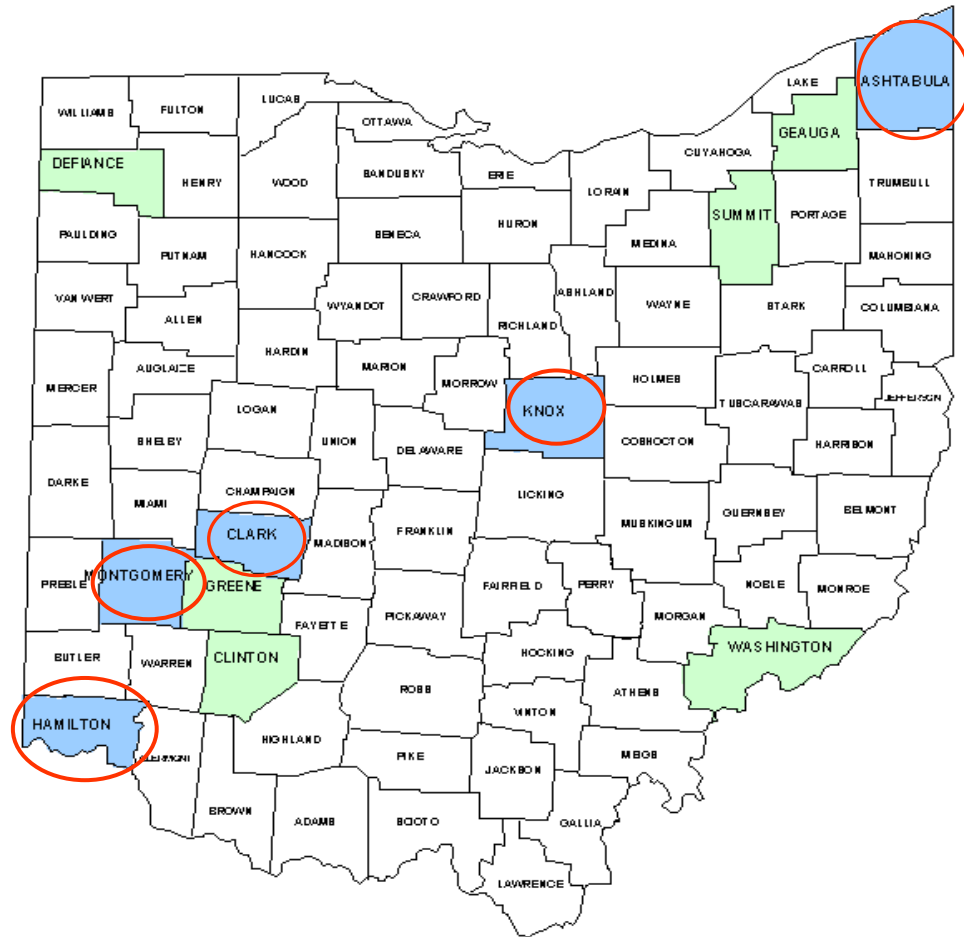 ASHTABULA
LAKE
LUCAS
FULTON
WILLIAMS
OTTAWA
GEAUGA
CUYAHOGA
DEFIANCE
SANDUSKY
ERIE
WOOD
HENRY
LORAIN
TRUMBULL
SUMMIT
PORTAGE
HURON
PAULDING
SENECA
MEDINA
PUTNAM
HANCOCK
MAHONING
VAN WERT
CRAWFORD
ASHLAND
WYANDOT
WAYNE
STARK
COLUMBIANA
ALLEN
RICHLAND
HARDIN
AUGLAIZE
MARION
CARROLL
MERCER
MORROW
HOLMES
JEFFERSON
TUSCARAWAS
LOGAN
KNOX
SHELBY
UNION
COSHOCTON
HARRISON
DELAWARE
DARKE
CHAMPAIGN
LICKING
MIAMI
BELMONT
GUERNSEY
MUSKINGUM
FRANKLIN
CLARK
MADISON
MONTGOMERY
PREBLE
GREENE
FAIRFIELD
PERRY
NOBLE
MONROE
PICKAWAY
MORGAN
FAYETTE
WASHINGTON
HOCKING
BUTLER
WARREN
CLINTON
ATHENS
ROSS
VINTON
HAMILTON
HIGHLAND
CLERMONT
PIKE
MEIGS
JACKSON
BROWN
ADAMS
SCIOTO
GALLIA
LAWRENCE